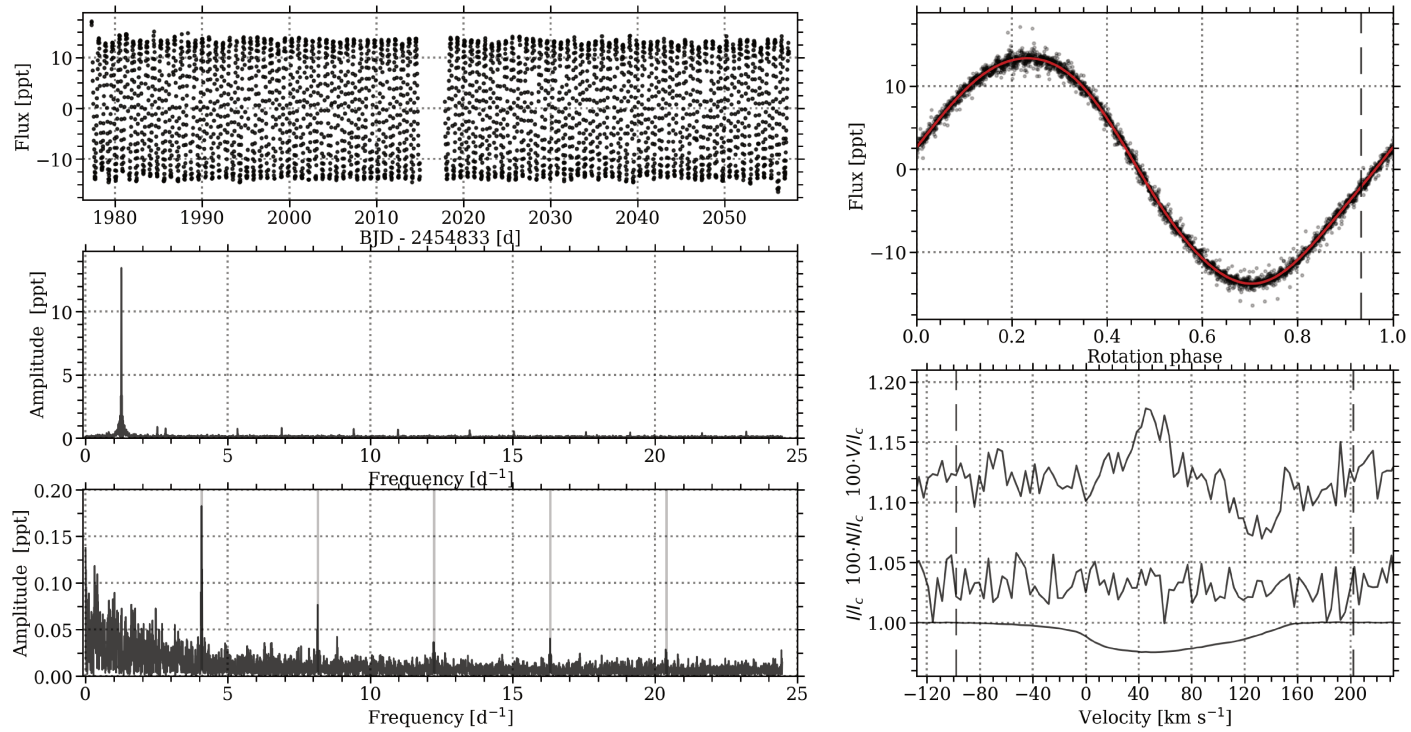 Flux [ppt]
10
0
−10
1980 1990 2000 2010 2020 2030 2040 2050
BJD - 2454833 [d]
Amplitude [ppt]
10
5
0
0 5 10 15 20 25
Frequency [d⁻¹]
Amplitude [ppt]
0.20
0.15
0.10
0.05
0.00
0 5 10 15 20 25
Frequency [d⁻¹]
Flux [ppt]
10
0
−10
0.0 0.2 0.4 0.6 0.8 1.0
Rotation phase
I/I_c 100·N/I_c 100·V/I_c
1.20
1.15
1.10
1.05
1.00
−120 −80 −40 0 40 80 120 160 200
Velocity [km s⁻¹]